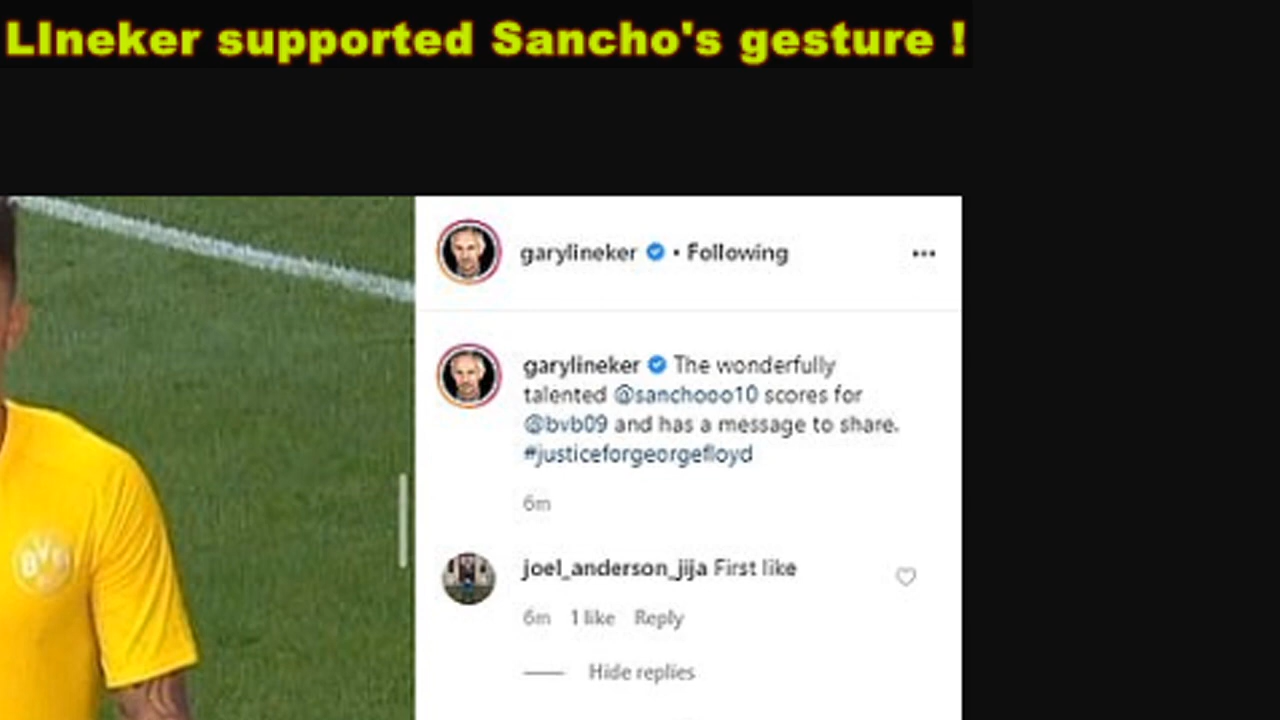 LIneker supported Sancho's gesture !
garylineker • Following
garylineker The wonderfully
talented @sanchooo10 scores for
@bvb09 and has a message to share.
#justiceforgeorgefloyd
6m
joel_anderson_jija First like
6m 1 like Reply
Hide replies
BVB